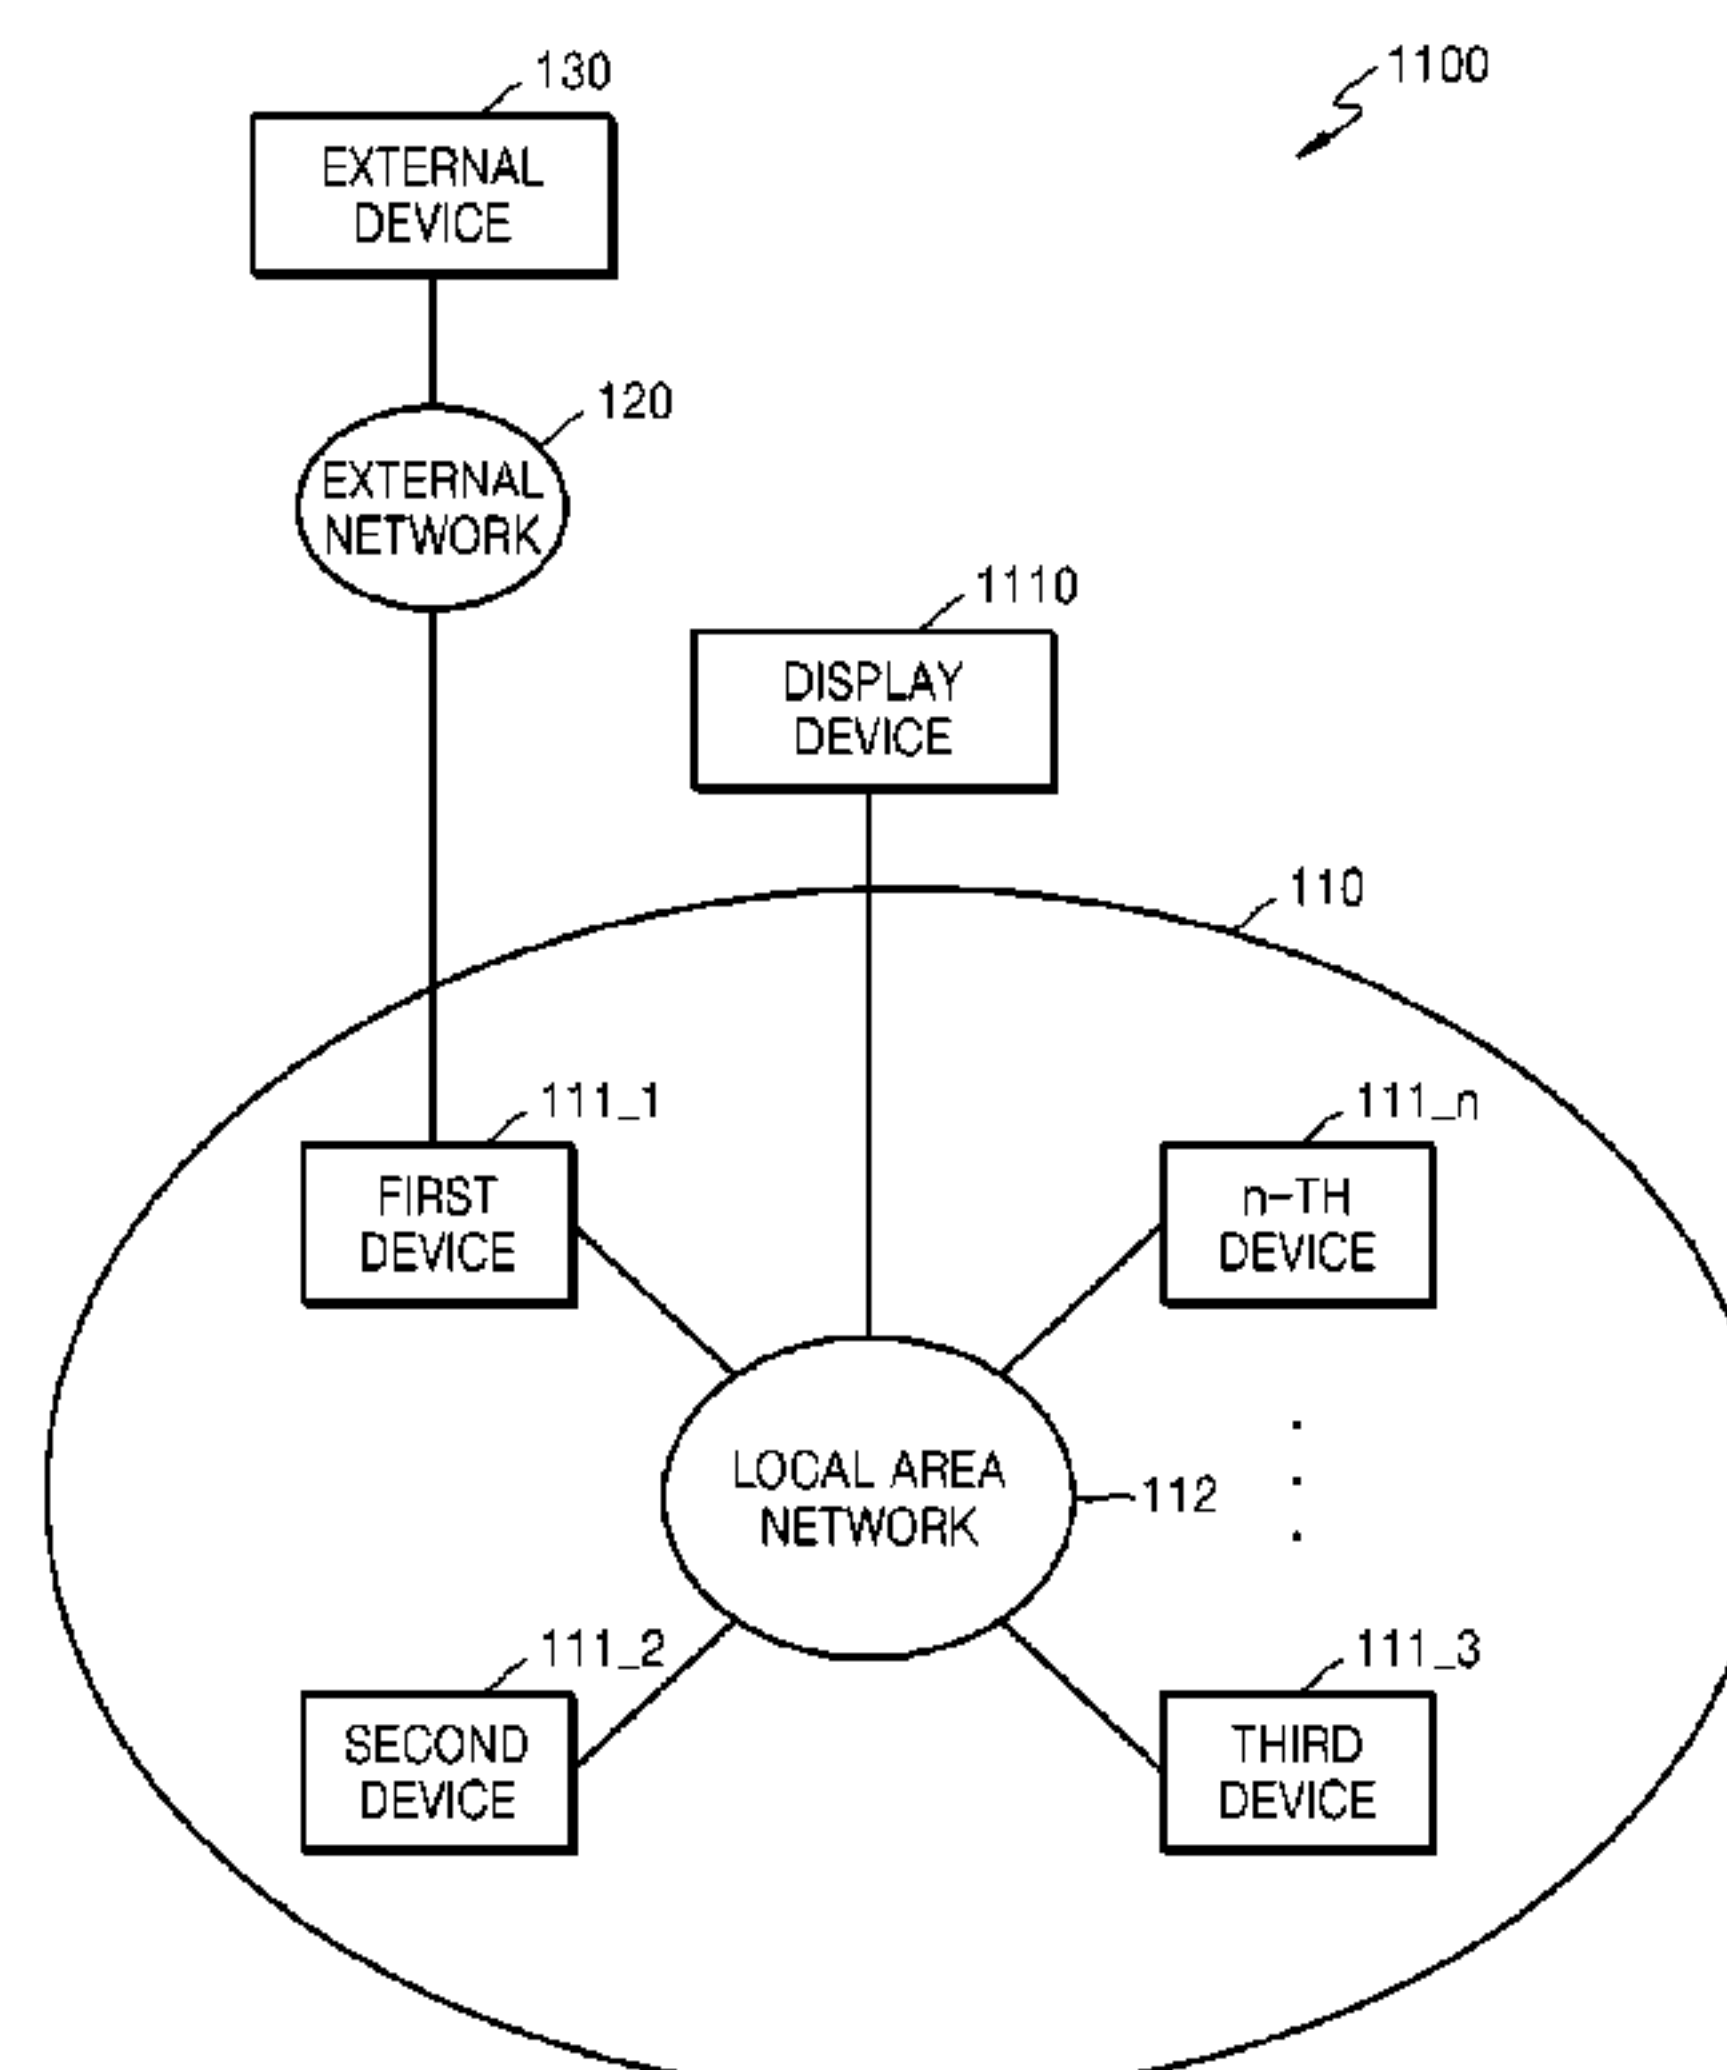 130
1100
EXTERNAL
DEVICE
120
EXTERNAL
NETWORK
1110
DISPLAY
DEVICE
110
111_1
111_n
FIRST
DEVICE
n-TH
DEVICE
LOCAL AREA
NETWORK
112
111_2
111_3
SECOND
DEVICE
THIRD
DEVICE